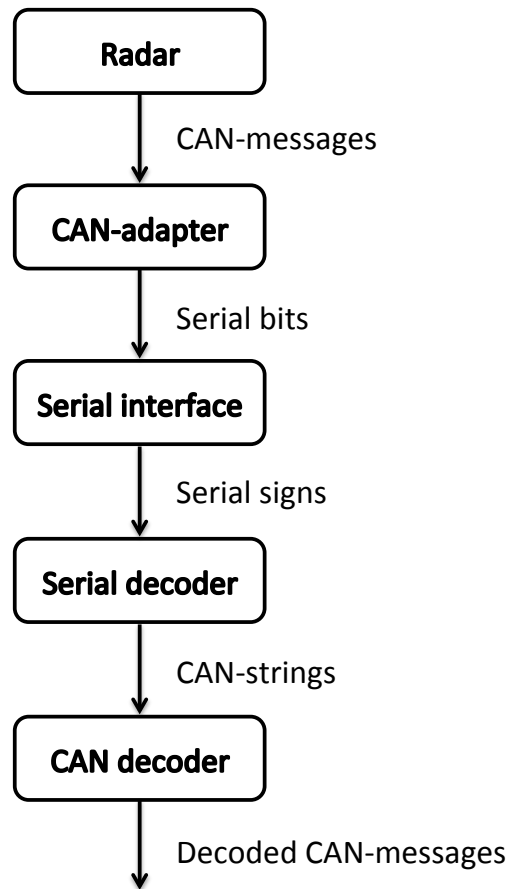 Radar
CAN-messages
CAN-adapter
Serial bits
Serial interface
Serial signs
Serial decoder
CAN-strings
CAN decoder
Decoded CAN-messages